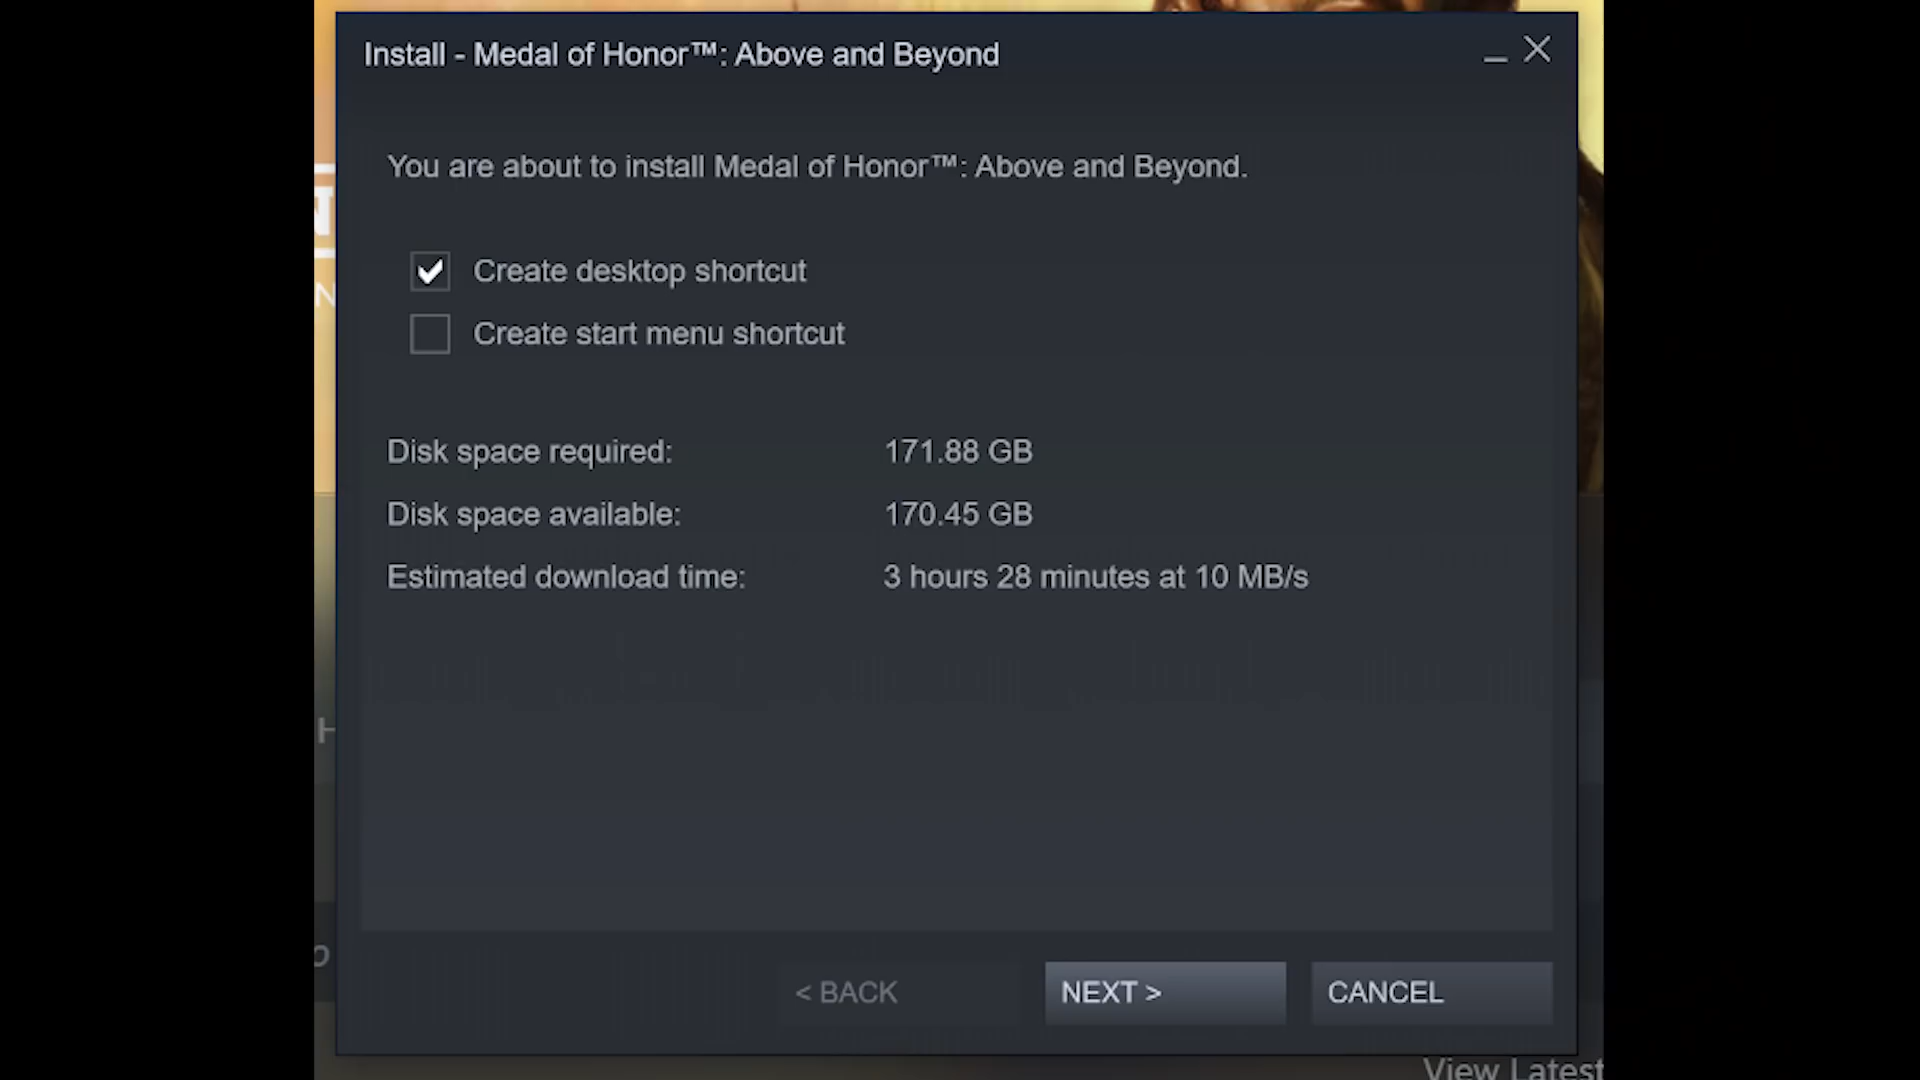 Install - Medal of Honor™: Above and Beyond
You are about to install Medal of Honor™: Above and Beyond.
Create desktop shortcut
Create start menu shortcut
Disk space required: 171.88 GB
Disk space available: 170.45 GB
Estimated download time: 3 hours 28 minutes at 10 MB/s
< BACK NEXT > CANCEL
View Latest